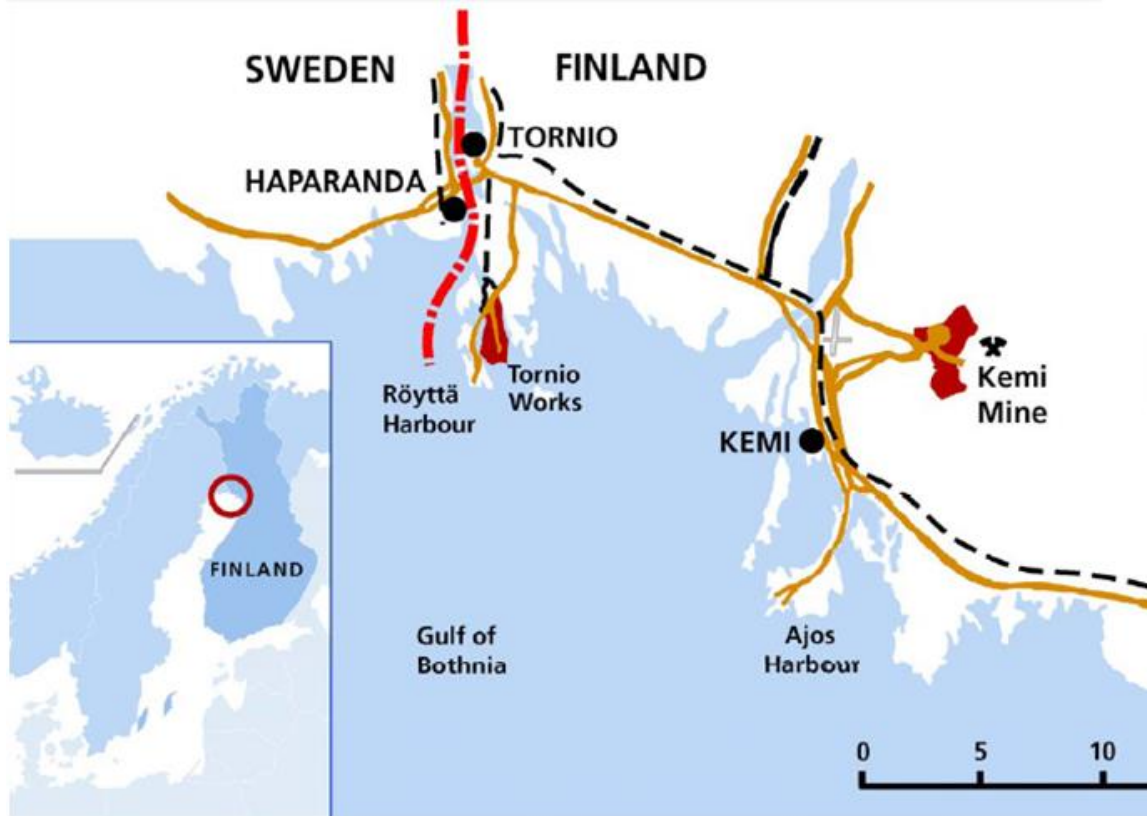 SWEDEN
FINLAND
TORNIO
HAPARANDA
Röyttä
Harbour
Tornio
Works
Kemi
Mine
KEMI
FINLAND
Gulf of
Bothnia
Ajos
Harbour
0 5 10